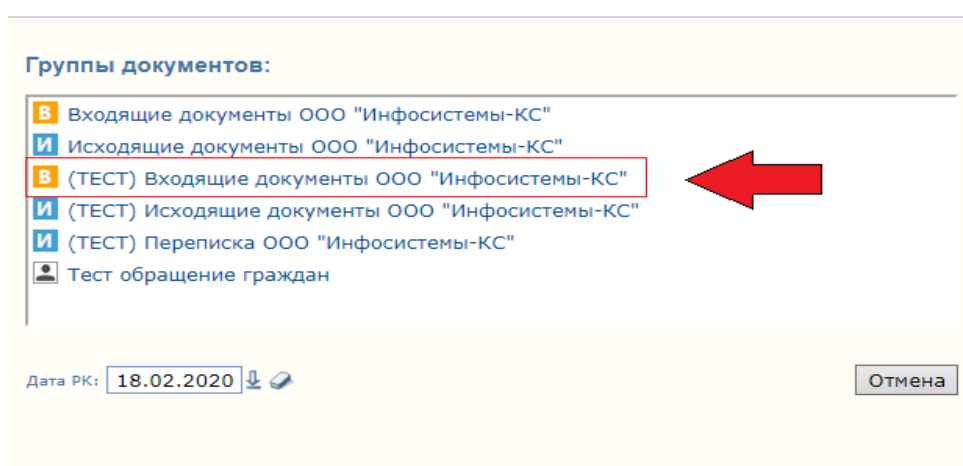 Группы документов:
В Входящие документы ООО "Инфосистемы-КС"
И Исходящие документы ООО "Инфосистемы-КС"
В (ТЕСТ) Входящие документы ООО "Инфосистемы-КС"
И (ТЕСТ) Исходящие документы ООО "Инфосистемы-КС"
И (ТЕСТ) Переписка ООО "Инфосистемы-КС"
Тест обращение граждан
Дата РК: 18.02.2020 Отмена